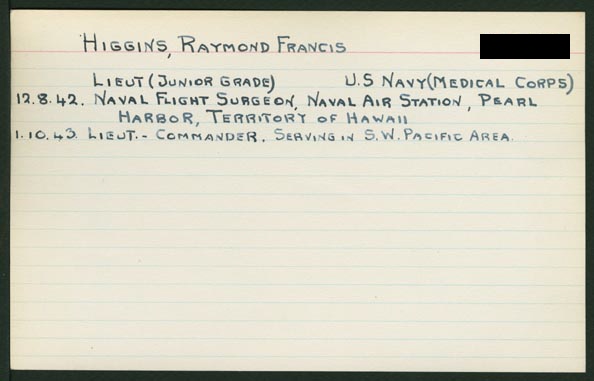 HIGGINS, RAYMOND FRANCIS
LIEUT (JUNIOR GRADE) U.S NAVY (MEDICAL CORPS)
12.8.42. NAVAL FLIGHT SURGEON, NAVAL AIR STATION, PEARL
HARBOR, TERRITORY OF HAWAII
1.10.43. LIEUT.- COMMANDER. SERVING IN S.W. PACIFIC AREA.